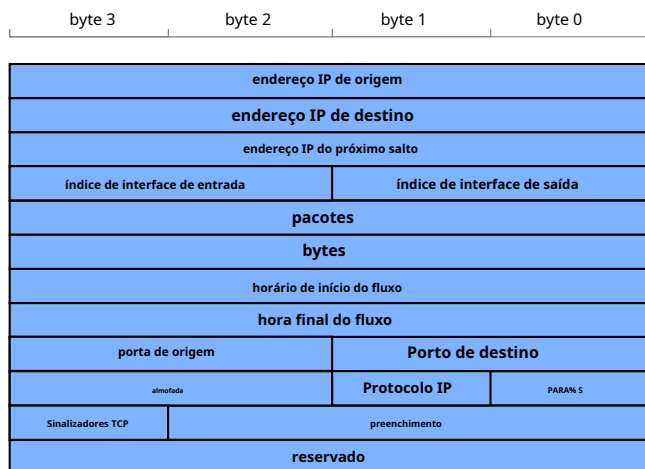 byte 3 byte 2 byte 1 byte 0
endereço IP de origem
endereço IP de destino
endereço IP do próximo salto
índice de interface de entrada índice de interface de saída
pacotes
bytes
horário de início do fluxo
hora final do fluxo
porta de origem Porto de destino
almofada Protocolo IP PARA% S
Sinalizadores TCP preenchimento
reservado